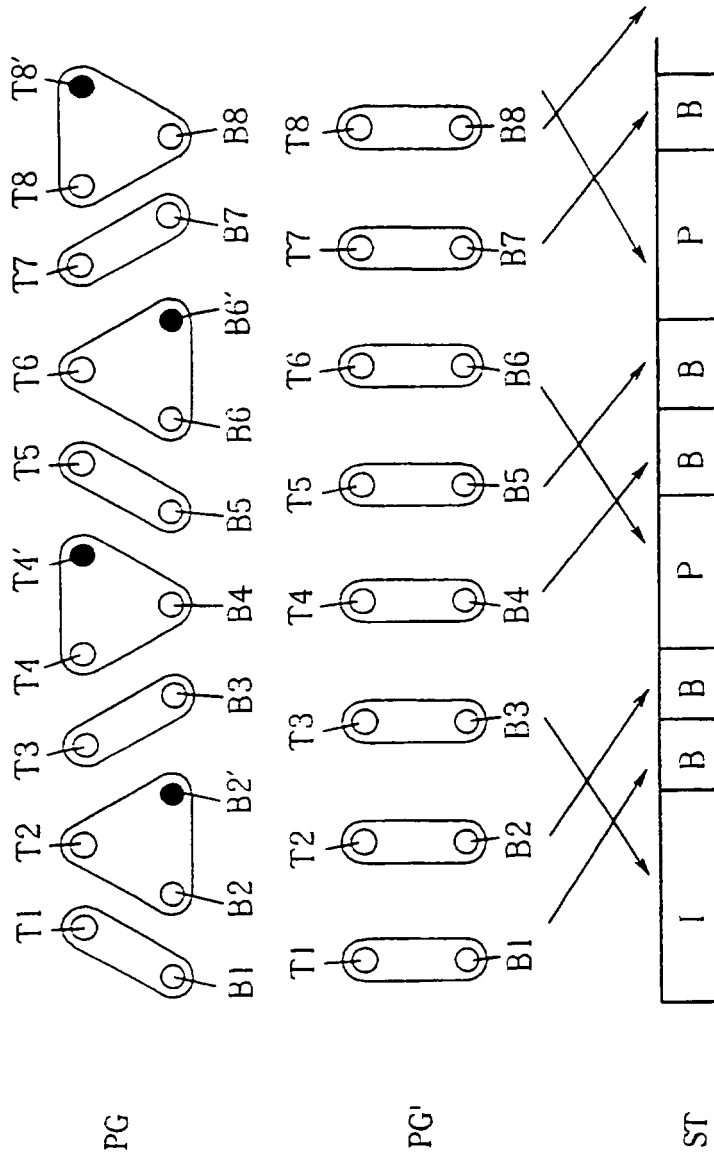 T1 T2 T3 T4 T4′ T5 T6 T7 T8 T8′
PG
B1 B2 B2′ B3 B4 B5 B6 B6′ B7 B8
T1 T2 T3 T4 T5 T6 T7 T8
PG'
B1 B2 B3 B4 B5 B6 B7 B8
ST I B B P B B P B